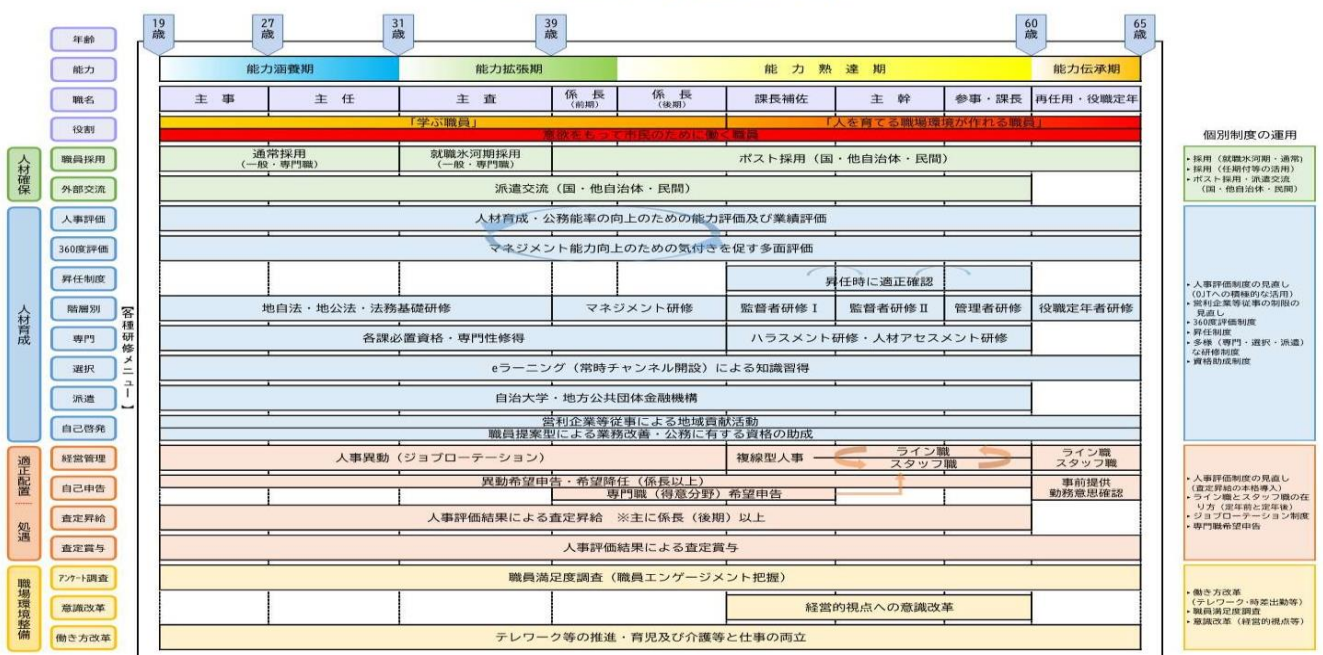 19歳
27歳
31歳
39歳
60歳
65歳
年齢
能力
能力涵養期
能力拡張期
能力熟達期
能力伝承期
職名
主 事
主 任
主 査
係 長
(前期)
係 長
(後期)
課長補佐
主 幹
参事・課長
再任用・役職定年
役割
「学ぶ職員」
「人を育てる職場環境が作れる職員」
意欲をもって市民のために働く職員
個別制度の運用
人材確保
職員採用
通常採用
(一般・専門職)
就職氷河期採用
(一般・専門職)
ポスト採用(国・他自治体・民間)
外部交流
派遣交流(国・他自治体・民間)
▸ 採用(就職氷河期・通常)
▸ 採用(任期付等の活用)
▸ ポスト採用・派遣交流
(国・他自治体・民間)
人材育成
人事評価
人材育成・公務能率の向上のための能力評価及び業績評価
360度評価
マネジメント能力向上のための気付きを促す多面評価
昇任制度
昇任時に適正確認
【各種研修メニュー】
階層別
地自法・地公法・法務基礎研修
マネジメント研修
監督者研修Ⅰ
監督者研修Ⅱ
管理者研修
役職定年者研修
専門
各課必置資格・専門性修得
ハラスメント研修・人材アセスメント研修
選択
eラーニング(常時チャンネル開設)による知識習得
派遣
自治大学・地方公共団体金融機構
自己啓発
営利企業等従事による地域貢献活動
職員提案型による業務改善・公務に有する資格の助成
▸ 人事評価制度の見直し
(OJTへの積極的な活用)
▸ 営利企業等従事の制限の
見直し
▸ 360度評価制度
▸ 昇任制度
▸ 多様(専門・選択・派遣)
な研修制度
▸ 資格助成制度
適正配置
処遇
経営管理
人事異動(ジョブローテーション)
複線型人事
ライン職
スタッフ職
ライン職
スタッフ職
自己申告
異動希望申告・希望降任(係長以上)
専門職(得意分野)希望申告
事前提供
勤務意思確認
査定昇給
人事評価結果による査定昇給 ※主に係長(後期)以上
査定賞与
人事評価結果による査定賞与
▸ 人事評価制度の見直し
(査定昇給の本格導入)
▸ ライン職とスタッフ職の在
り方(定年前と定年後)
▸ ジョブローテーション制度
▸ 専門職希望申告
職場環境整備
アンケート調査
職員満足度調査(職員エンゲージメント把握)
意識改革
経営的視点への意識改革
働き方改革
テレワーク等の推進・育児及び介護等と仕事の両立
▸ 働き方改革
(テレワーク・時差出勤等)
▸ 職員満足度調査
▸ 意識改革(経営的視点等)